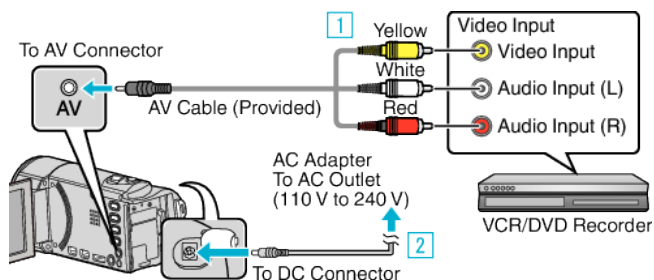 1
Yellow
Video Input
To AV Connector
Video Input
White
AV
AV Cable (Provided)
Audio Input (L)
Red
Audio Input (R)
AC Adapter
To AC Outlet
(110 V to 240 V)
2
VCR/DVD Recorder
To DC Connector